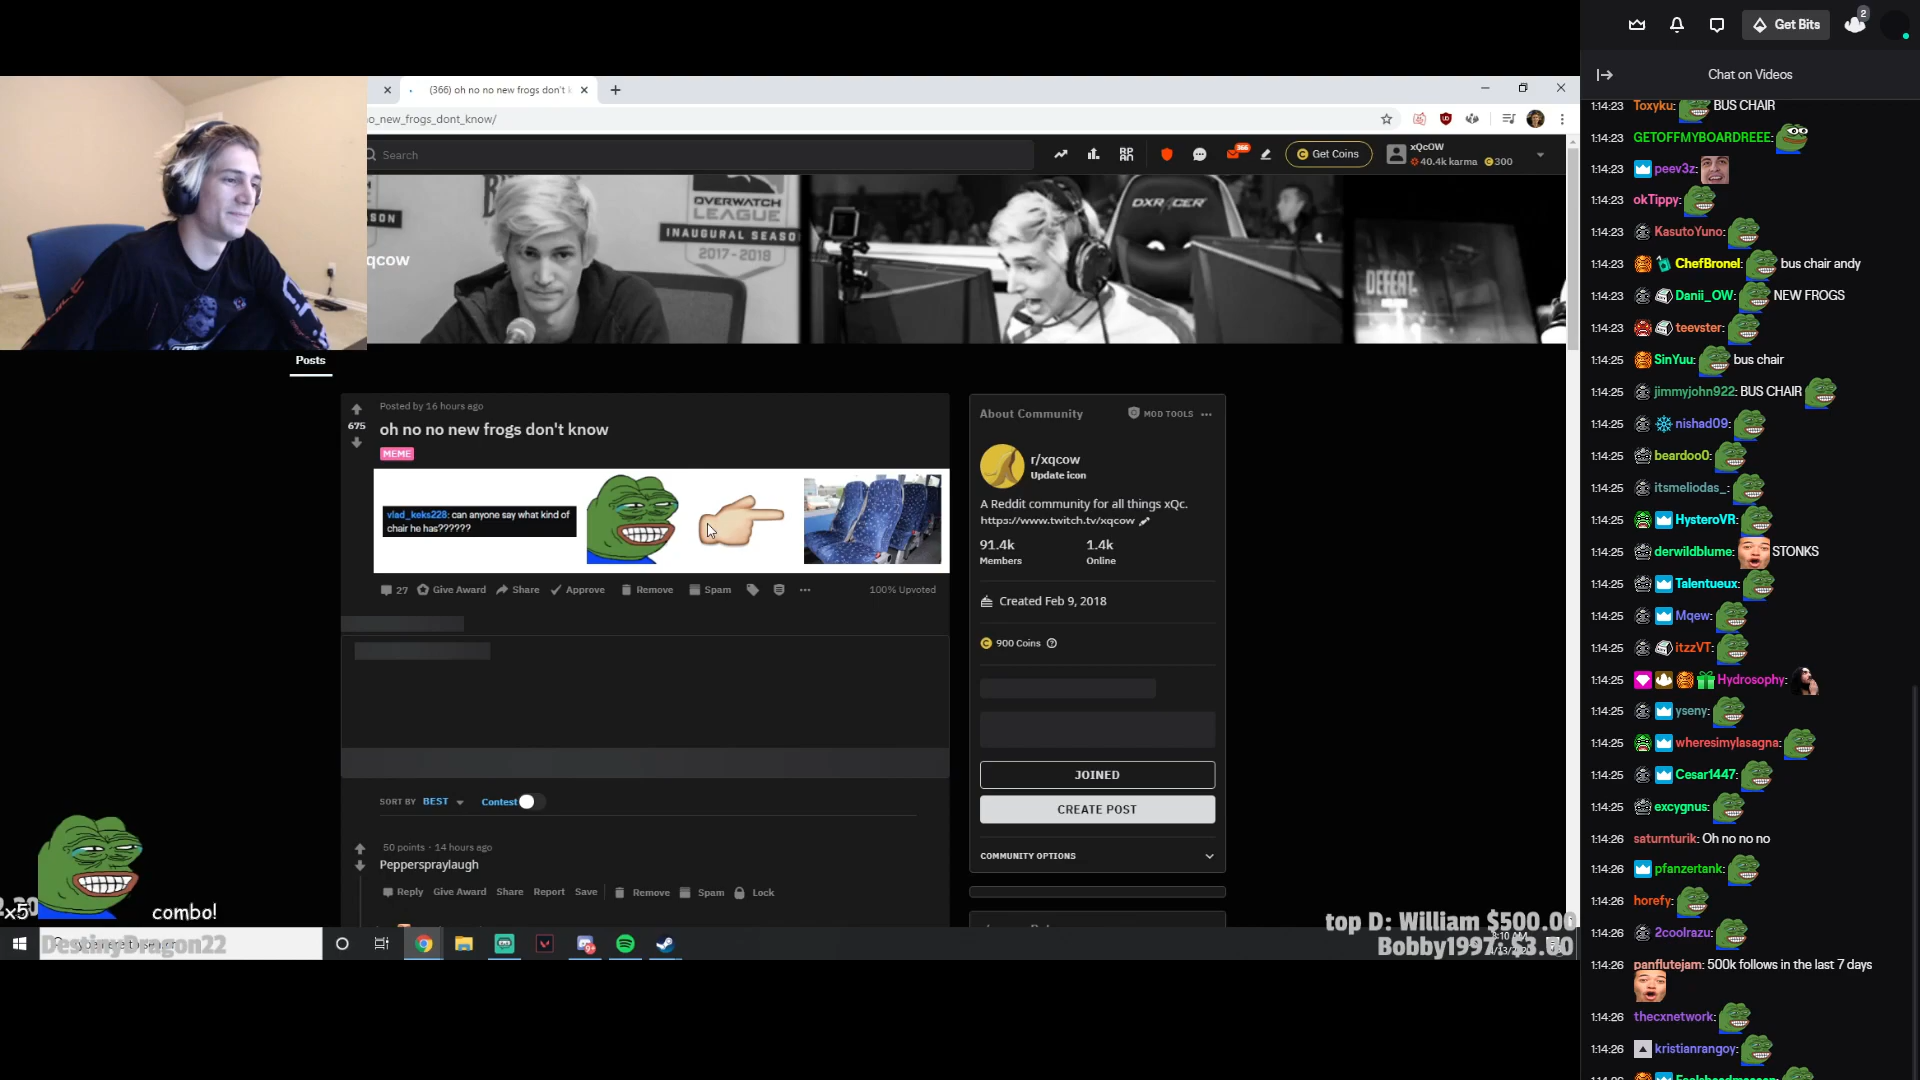 Get Bits
2
Chat on Videos
(366) oh no no new frogs don't k
o_new_frogs_dont_know/
Search
366
Get Coins
xQcOW
40.4k karma
300
OVERWATCH
LEAGUE
INAUGURAL SEASO
2017-2018
DXRACER
DEFEAT
SON
qcow
Posts
Posted by 16 hours ago
675
oh no no new frogs don't know
MEME
vlad_keks228: can anyone say what kind of
chair he has??????
27
Give Award
Share
Approve
Remove
Spam
100% Upvoted
SORT BY BEST
Contest
50 points · 14 hours ago
Pepperspraylaugh
Reply
Give Award
Share
Report
Save
Remove
Spam
Lock
About Community
MOD TOOLS
r/xqcow
Update icon
A Reddit community for all things xQc.
https://www.twitch.tv/xqcow
91.4k
1.4k
Members
Online
Created Feb 9, 2018
900 Coins
JOINED
CREATE POST
COMMUNITY OPTIONS
x5
combo!
DestinyDragon22
top D: William $500.00
Bobby1997: $3.00
1:14:23 Toxyku: BUS CHAIR
1:14:23 GETOFFMYBOARDREEE:
1:14:23 peev3z:
1:14:23 okTippy:
1:14:23 KasutoYuno:
1:14:23 ChefBronel: bus chair andy
1:14:23 Danii_OW: NEW FROGS
1:14:23 teevster:
1:14:25 SinYuu: bus chair
1:14:25 jimmyjohn922: BUS CHAIR
1:14:25 nishad09:
1:14:25 beardoo0:
1:14:25 itsmeliodas_:
1:14:25 HysteroVR:
1:14:25 derwildblume: STONKS
1:14:25 Talentueux:
1:14:25 Mqew:
1:14:25 itzzVT:
1:14:25 Hydrosophy:
1:14:25 yseny:
1:14:25 wheresimylasagna:
1:14:25 Cesar1447:
1:14:25 excygnus:
1:14:26 saturnturik: Oh no no no
1:14:26 pfanzertank:
1:14:26 horefy:
1:14:26 2coolrazu:
1:14:26 panflutejam: 500k follows in the last 7 days
1:14:26 thecxnetwork:
1:14:26 kristianrangoy: